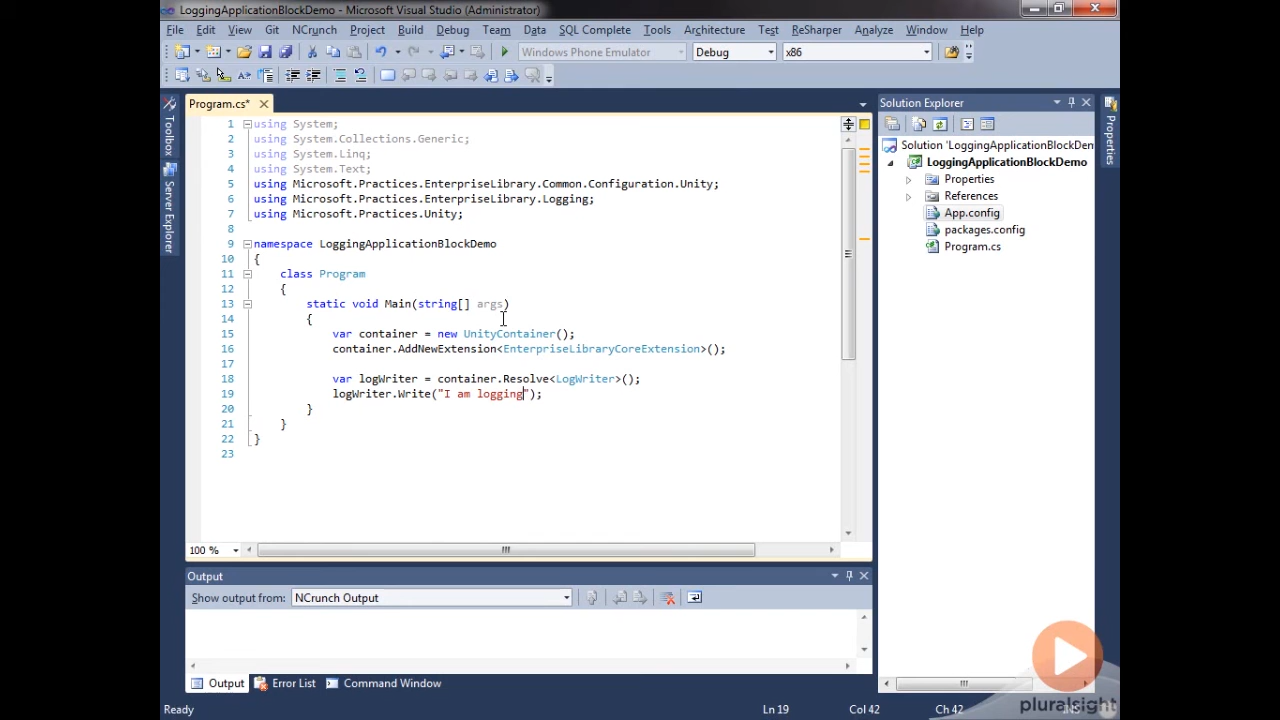 LoggingApplicationBlockDemo - Microsoft Visual Studio (Administrator)
File Edit View Git NCrunch Project Build Debug Team Data SQL Complete Tools Architecture Test ReSharper Analyze Window Help
Windows Phone Emulator Debug x86
Program.cs*
Solution Explorer
Toolbox
Server Explorer
Properties
1 using System;
2 using System.Collections.Generic;
3 using System.Linq;
4 using System.Text;
5 using Microsoft.Practices.EnterpriseLibrary.Common.Configuration.Unity;
6 using Microsoft.Practices.EnterpriseLibrary.Logging;
7 using Microsoft.Practices.Unity;
8
9 namespace LoggingApplicationBlockDemo
10 {
11 class Program
12 {
13 static void Main(string[] args)
14 {
15 var container = new UnityContainer();
16 container.AddNewExtension<EnterpriseLibraryCoreExtension>();
17
18 var logWriter = container.Resolve<LogWriter>();
19 logWriter.Write("I am logging");
20 }
21 }
22 }
23
Solution 'LoggingApplicationBlockDen
LoggingApplicationBlockDemo
Properties
References
App.config
packages.config
Program.cs
100 %
Output
Show output from: NCrunch Output
Output Error List Command Window
Ready Ln 19 Col 42 Ch 42 INS
pluralsight